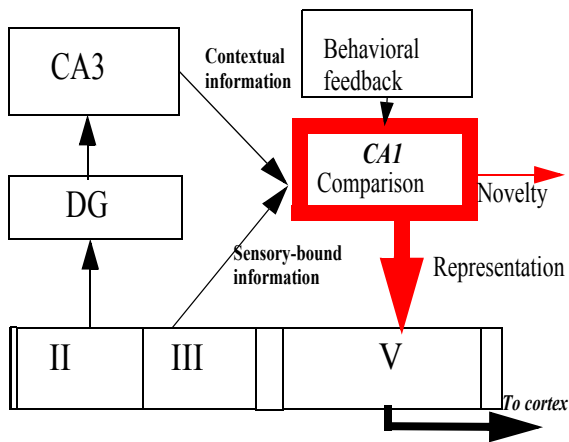 CA3
Contextual
information
Behavioral
feedback
CA1
Comparison
Novelty
DG
Sensory-bound
information
Representation
II
III
V
To cortex